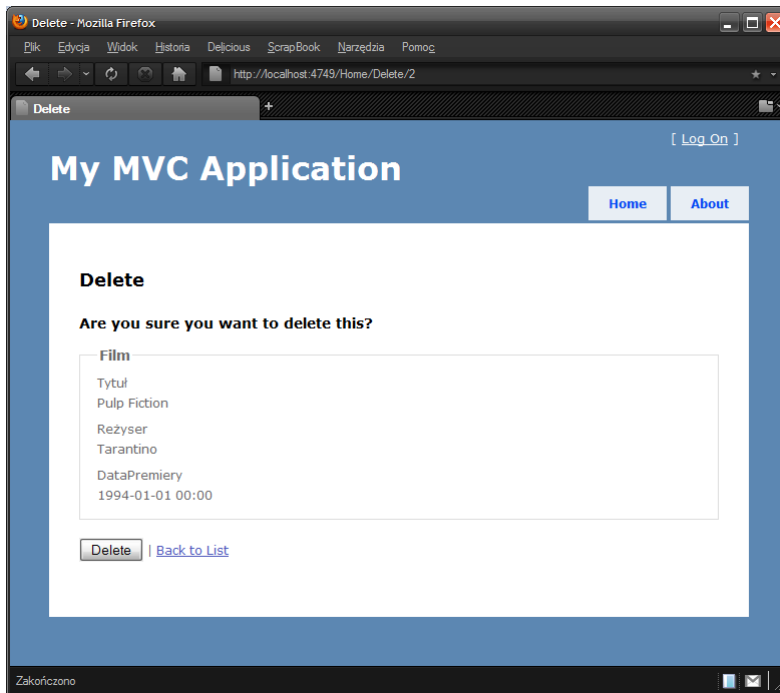 Delete - Mozilla Firefox
Plik Edycja Widok Historia Delicious ScrapBook Narzędzia Pomoc
http://localhost:4749/Home/Delete/2
Delete +
[ Log On ]
My MVC Application
Home About
Delete
Are you sure you want to delete this?
Film
Tytuł
Pulp Fiction
Reżyser
Tarantino
DataPremiery
1994-01-01 00:00
Delete | Back to List
Zakończono